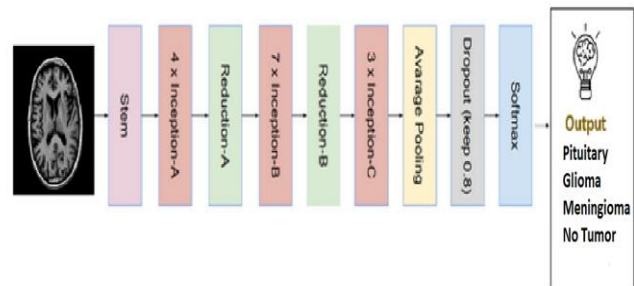 Stem
4 x Inception-A
Reduction-A
7 x Inception-B
Reduction-B
3 x Inception-C
Avarage Pooling
Dropout (keep 0.8)
Softmax
Output
Pituitary
Glioma
Meningioma
No Tumor